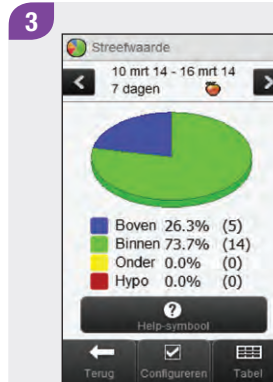 3
Streefwaarde
10 mrt 14 - 16 mrt 14
7 dagen
Boven 26.3% (5)
Binnen 73.7% (14)
Onder 0.0% (0)
Hypo 0.0% (0)
?
Help-symbool
Terug Configureren Tabel